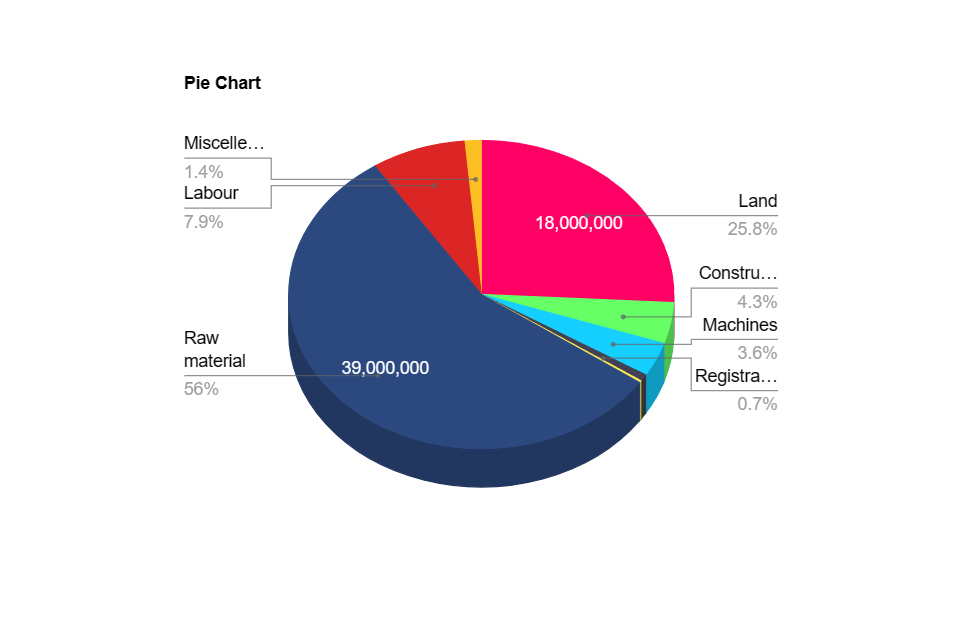 Pie Chart
Miscelle…
1.4%
Labour
7.9%
Raw
material
56%
18,000,000
39,000,000
Land
25.8%
Constru…
4.3%
Machines
3.6%
Registra…
0.7%